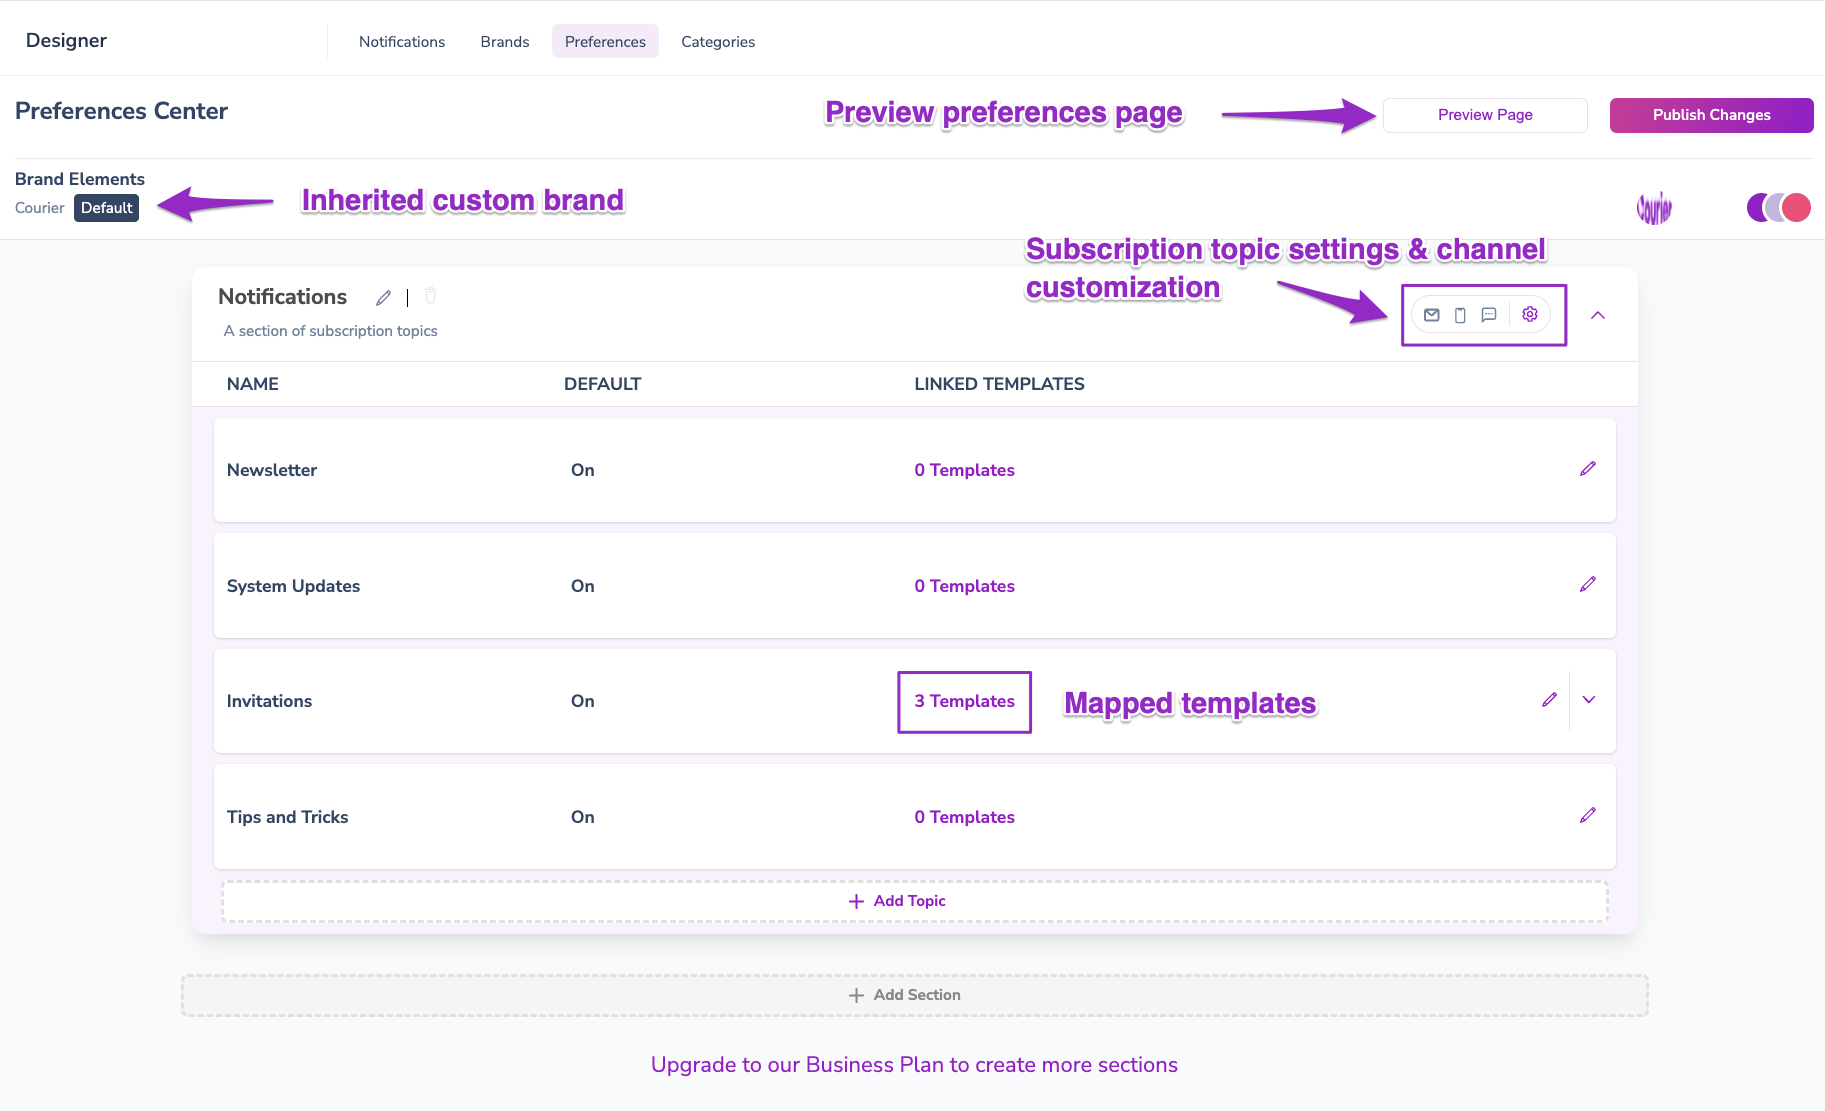 Designer
Notifications
Brands
Preferences
Categories
Preferences Center
Preview preferences page
Preview Page
Publish Changes
Brand Elements
Courier
Default
Inherited custom brand
Courier
Subscription topic settings & channel
customization
Notifications
A section of subscription topics
NAME
DEFAULT
LINKED TEMPLATES
Newsletter
On
0 Templates
System Updates
On
0 Templates
Invitations
On
3 Templates
Mapped templates
Tips and Tricks
On
0 Templates
Add Topic
Add Section
Upgrade to our Business Plan to create more sections